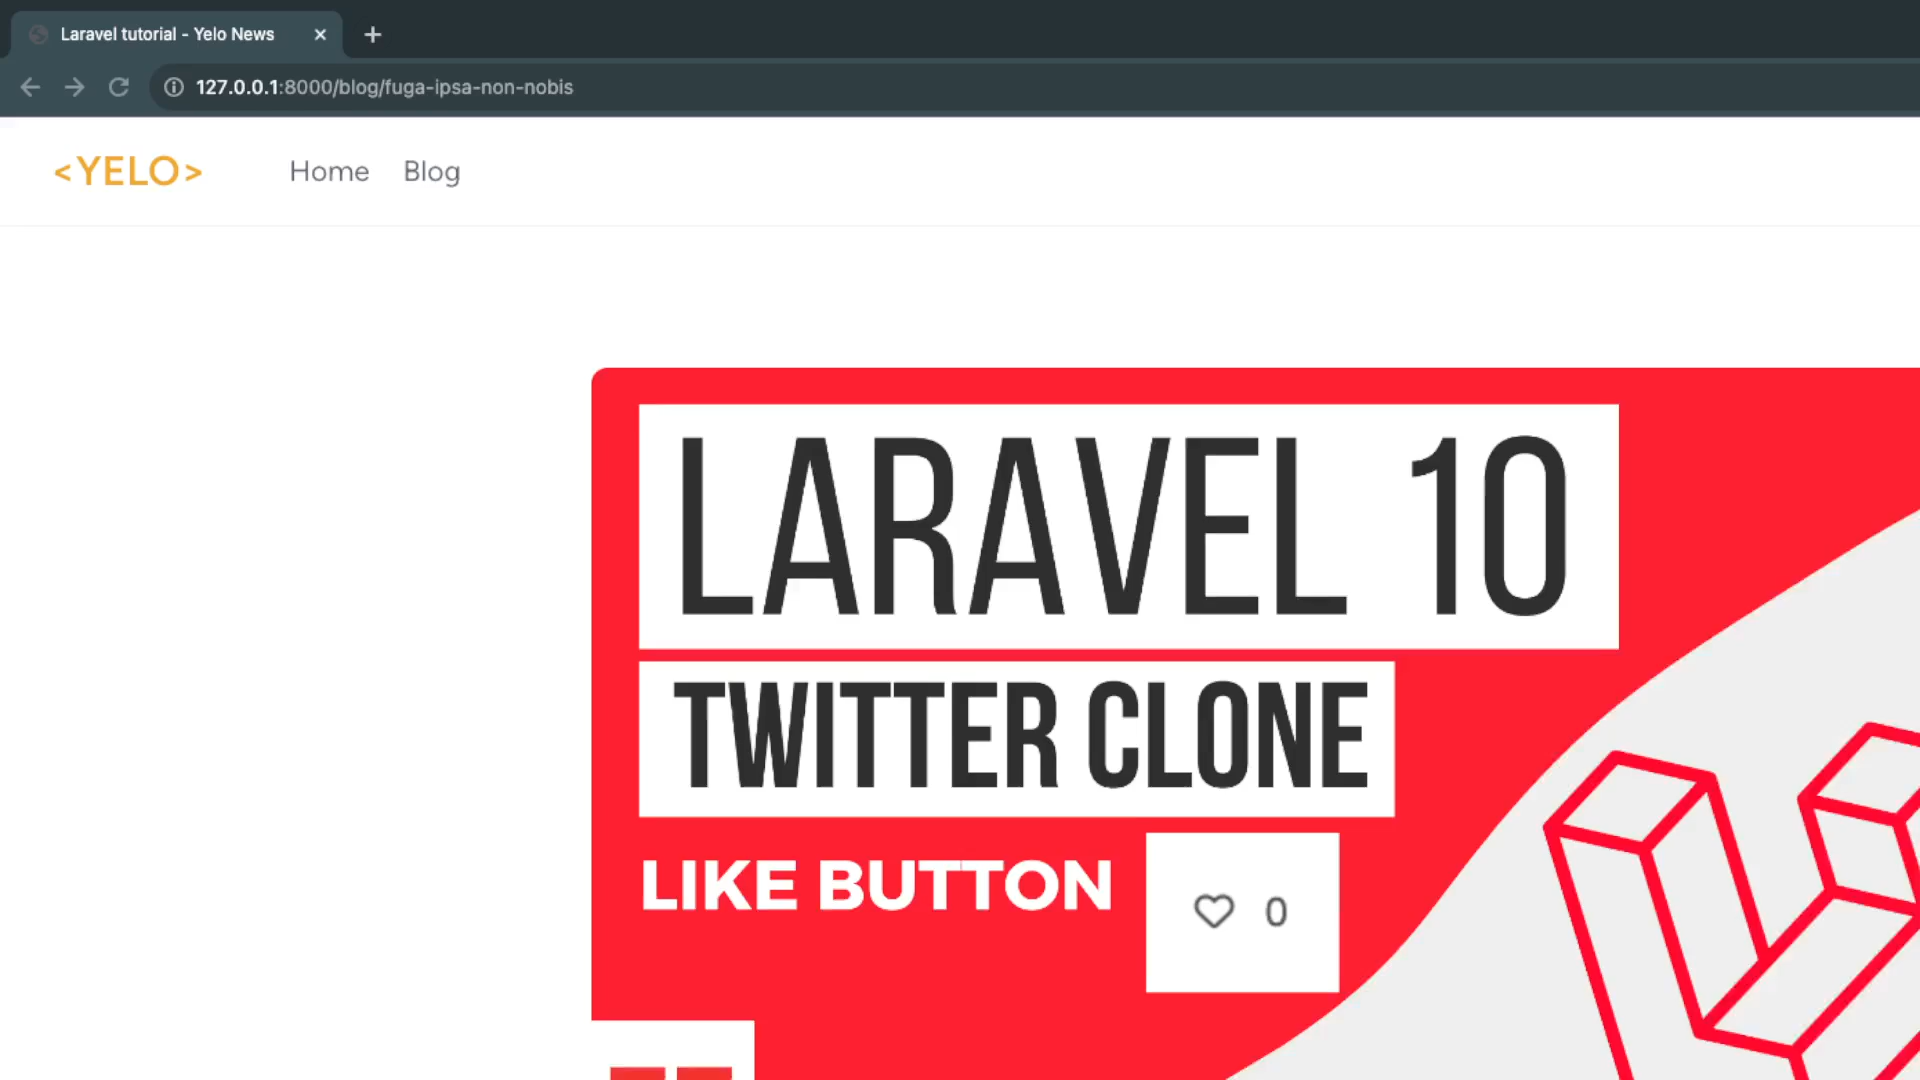 Laravel tutorial - Yelo News
127.0.0.1:8000/blog/fuga-ipsa-non-nobis
<YELO> Home Blog
LARAVEL 10
TWITTER CLONE
LIKE BUTTON 0